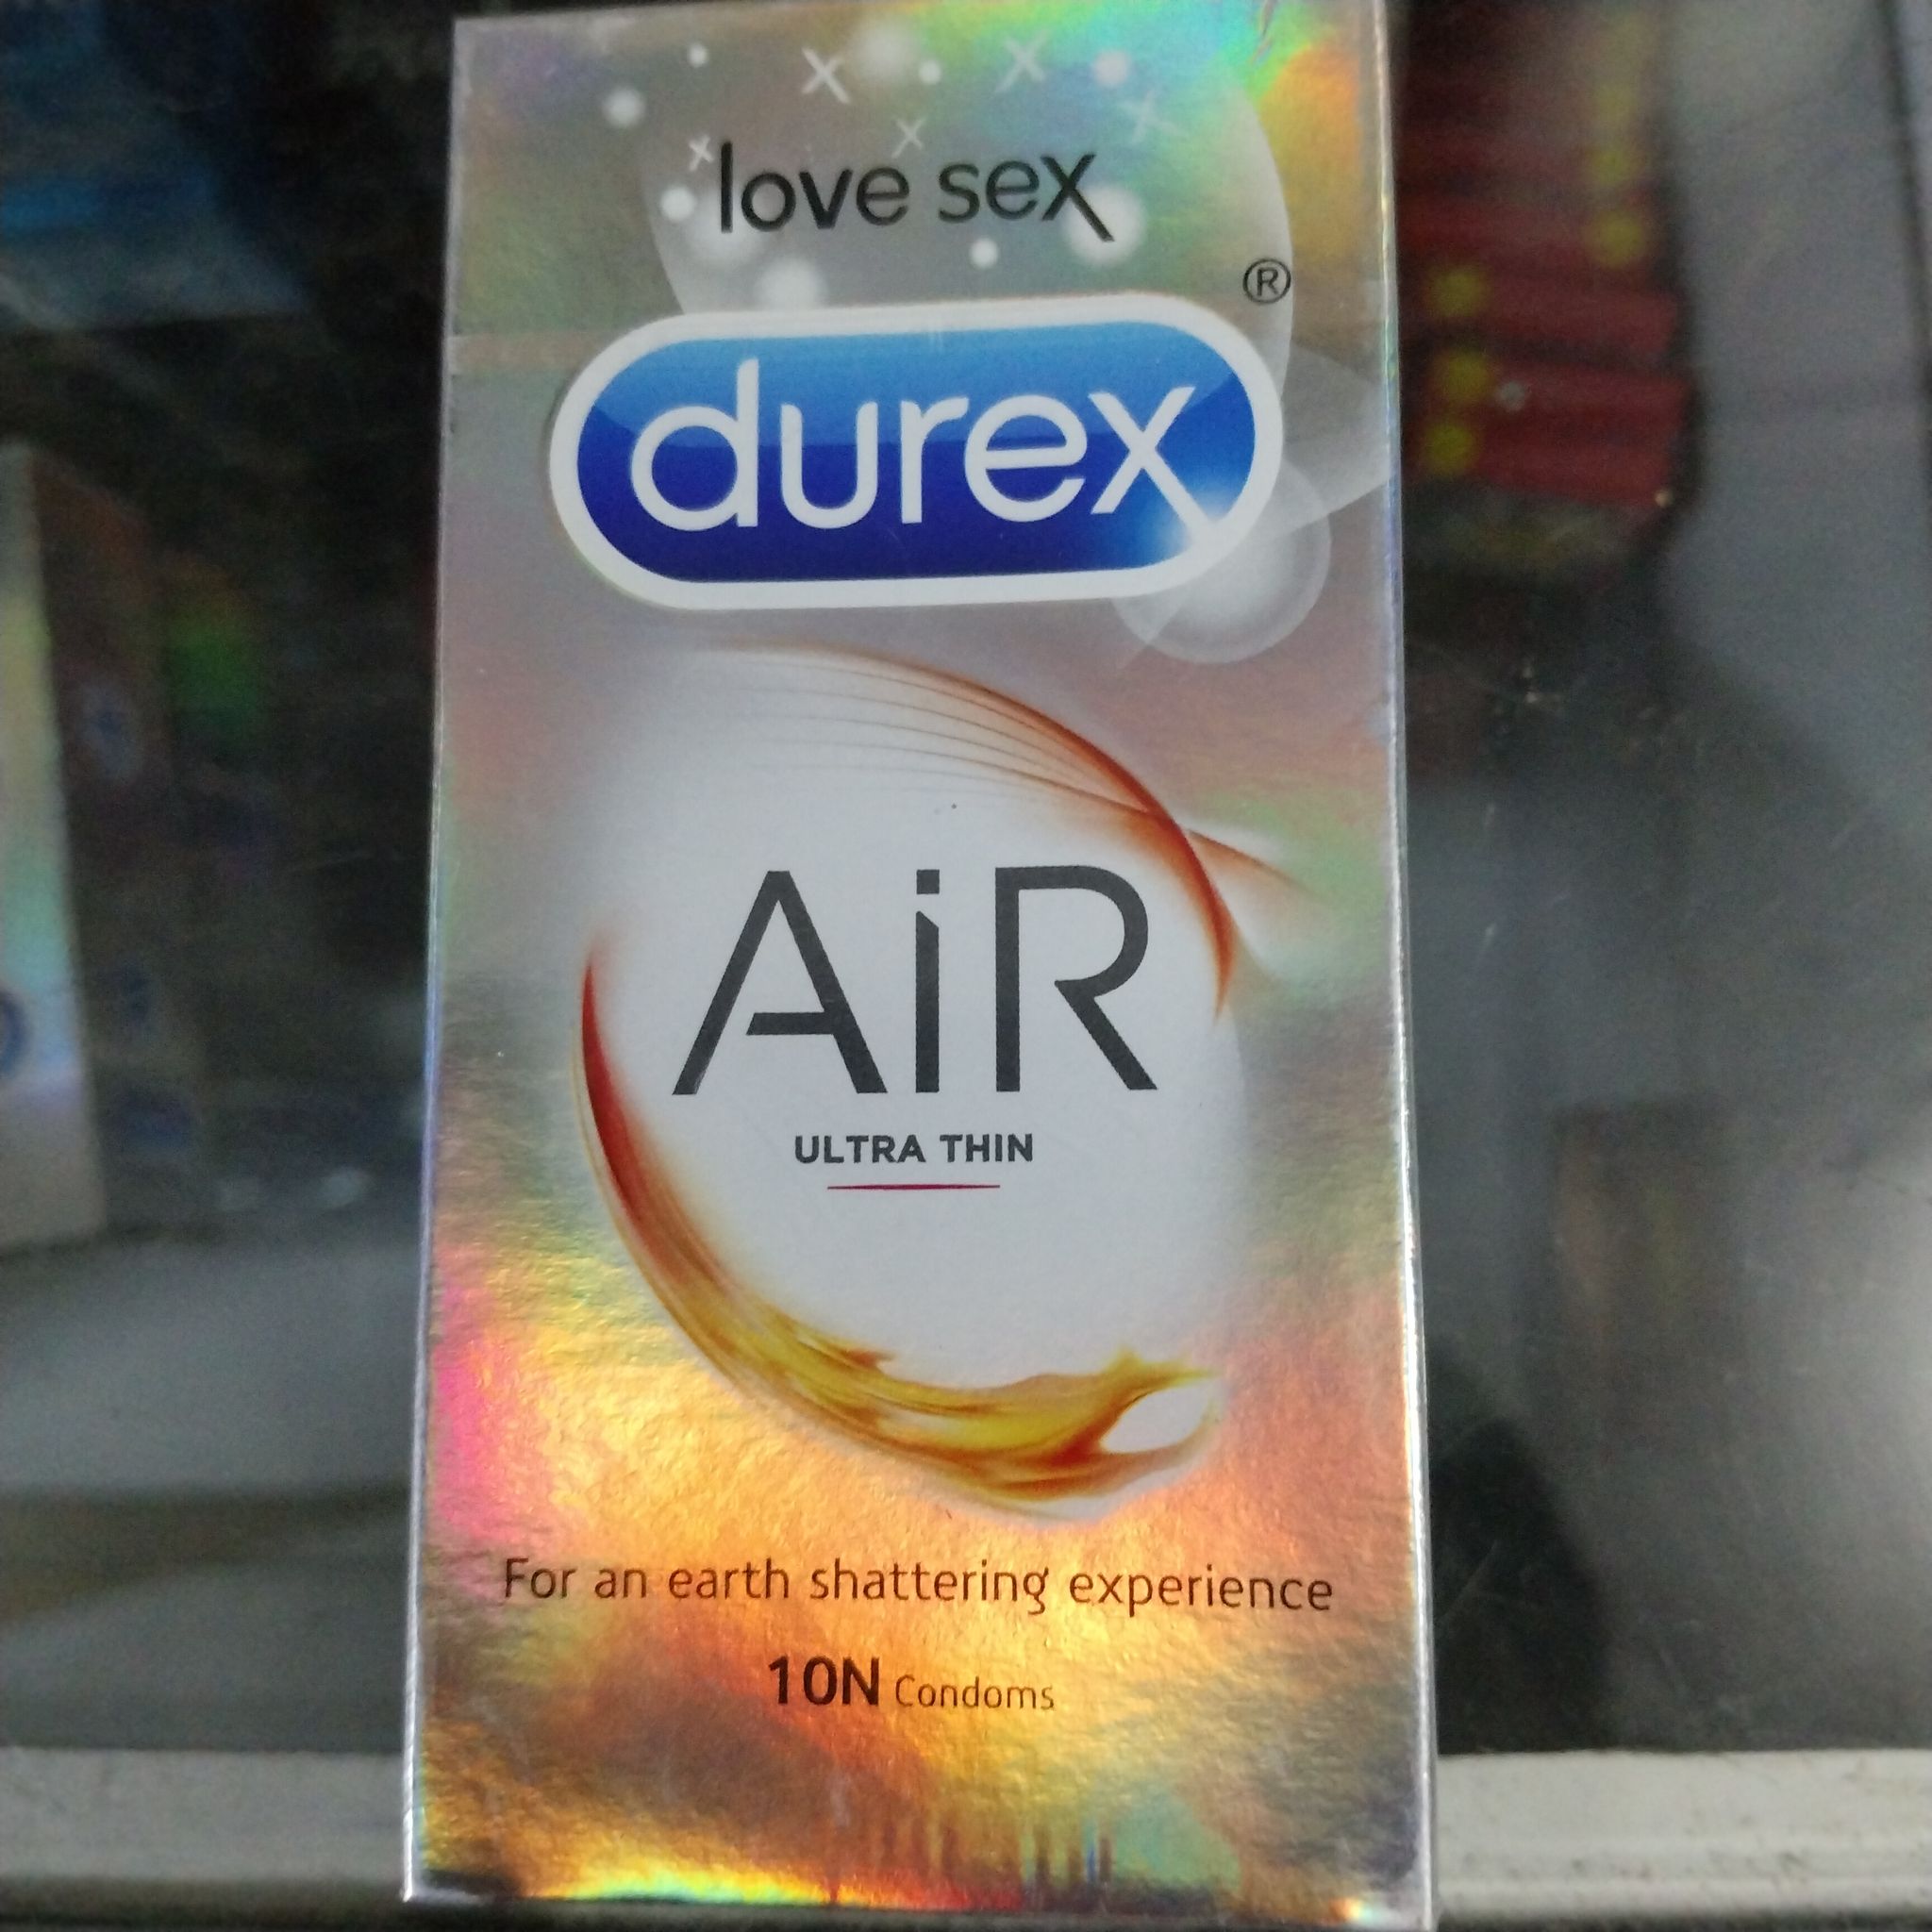 love sex
®
durex
AiR
ULTRA THIN
For an earth shattering experience
10N Condoms